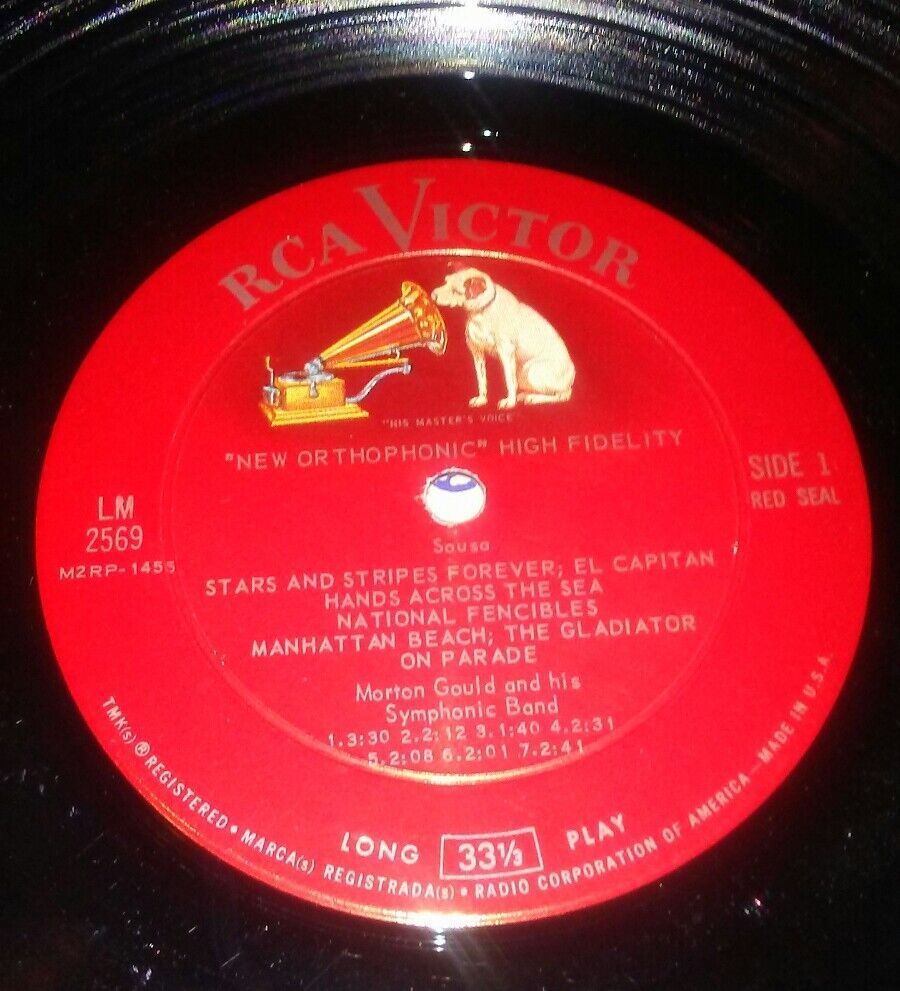 RCA VICTOR
"HIS MASTER'S VOICE"
"NEW ORTHOPHONIC" HIGH FIDELITY
SIDE 1
RED SEAL
LM
2569
M2RP-1455
Sousa
STARS AND STRIPES FOREVER; EL CAPITAN
HANDS ACROSS THE SEA
NATIONAL FENCIBLES
MANHATTAN BEACH; THE GLADIATOR
ON PARADE
Morton Gould and his
Symphonic Band
1.3:30 2.2:12 3.1:40 4.2:31
5.2:08 6.2:01 7.2:41
LONG 33⅓ PLAY
TMK(s) ® REGISTERED • MARCA(s) REGISTRADA(s) • RADIO CORPORATION OF AMERICA — MADE IN U.S.A.